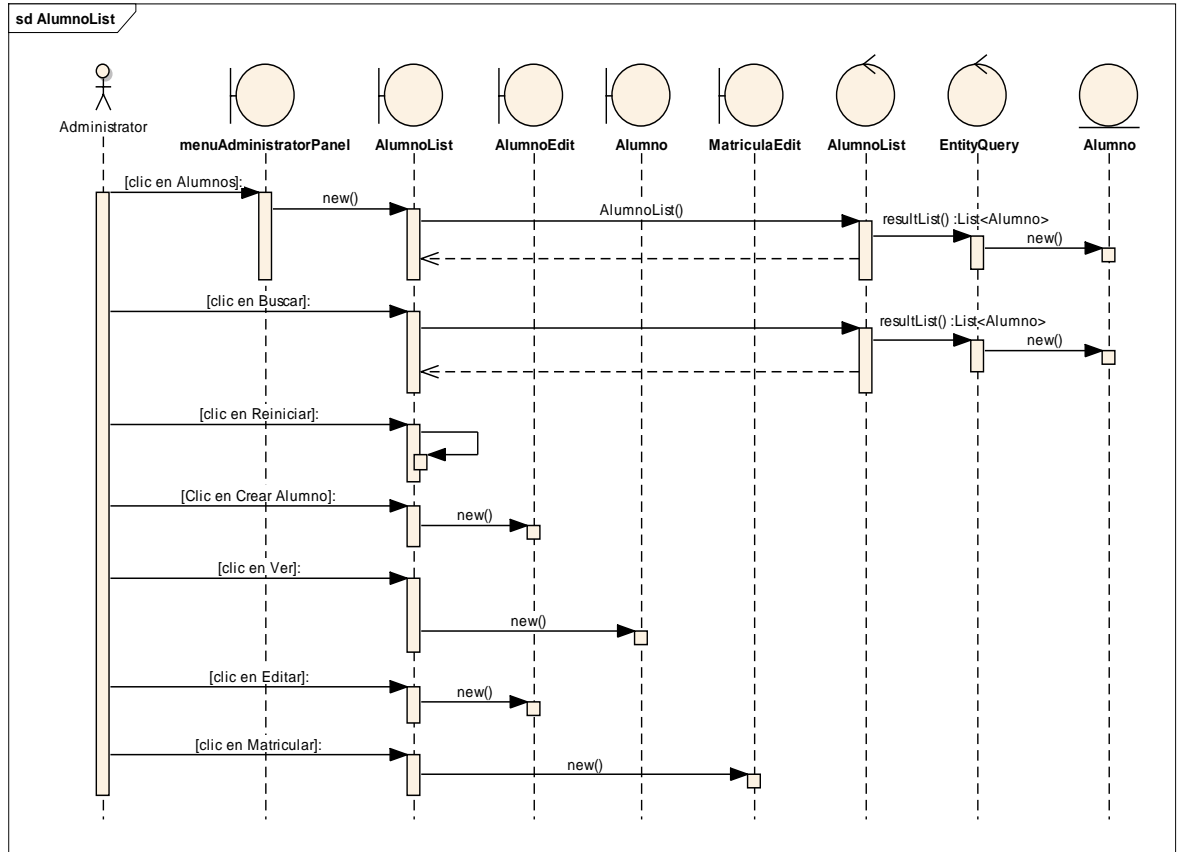 sd AlumnoList
Administrator
menuAdministratorPanel
AlumnoList
AlumnoEdit
Alumno
MatriculaEdit
AlumnoList
EntityQuery
Alumno
[clic en Alumnos]:
new()
AlumnoList()
resultList() :List<Alumno>
new()
[clic en Buscar]:
resultList() :List<Alumno>
new()
[clic en Reiniciar]:
[Clic en Crear Alumno]:
new()
[clic en Ver]:
new()
[clic en Editar]:
new()
[clic en Matricular]:
new()